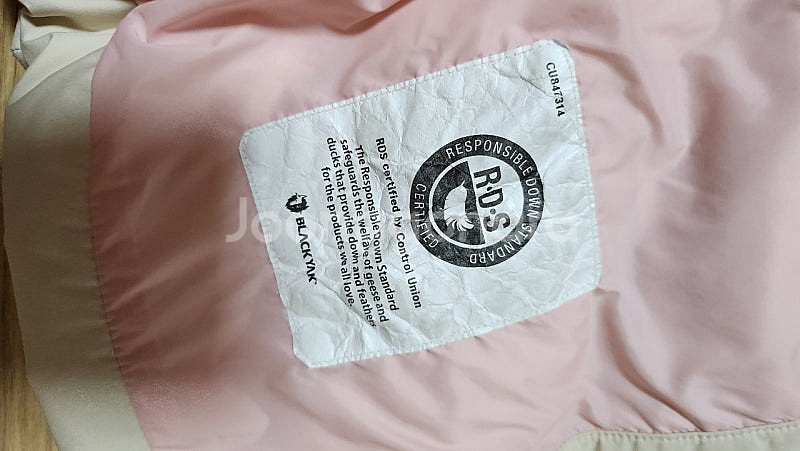 CU847314
RESPONSIBLE DOWN STANDARD
R·D·S
CERTIFIED
RDS certified by Control Union
The Responsible Down Standard
safeguards the welfare of geese and
ducks that provide down and feathers
for the products we all love.
BLACKYAK